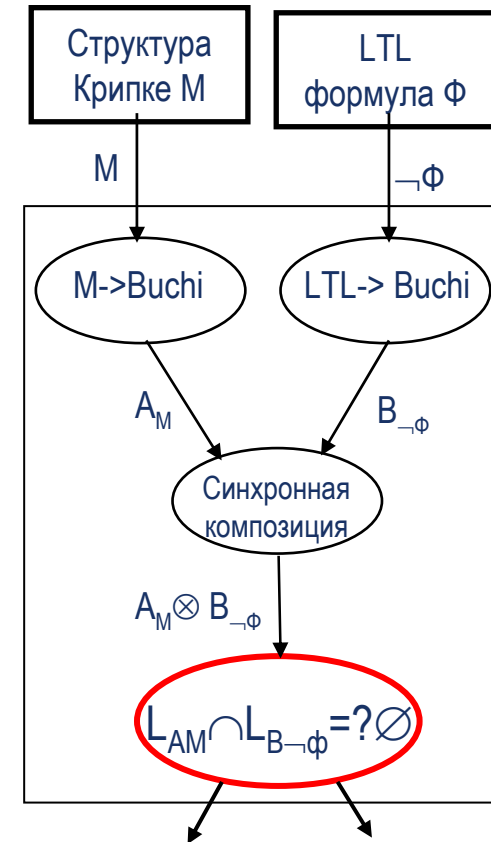 Структура
Крипке М
LTL
формула Ф
М
¬Ф
M->Buchi
LTL-> Buchi
A_M
B_¬Ф
Синхронная
композиция
A_M⊗ B_¬Ф
L_AM∩L_B¬ф=?∅